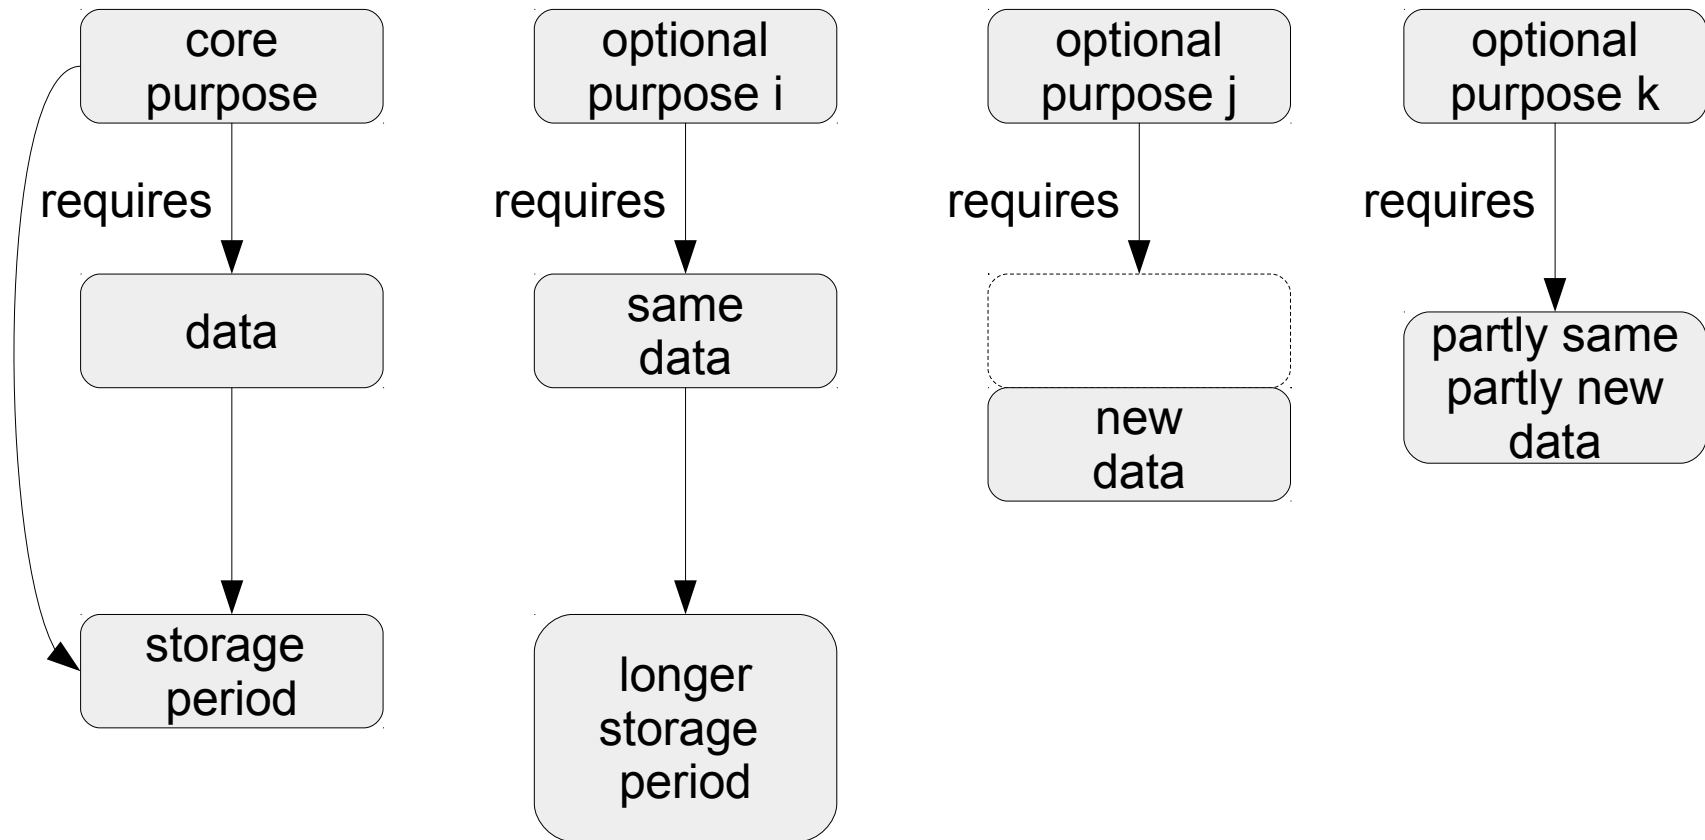 core
purpose
requires
data
storage
period
optional
purpose i
requires
same
data
longer
storage
period
optional
purpose j
requires
new
data
optional
purpose k
requires
partly same
partly new
data